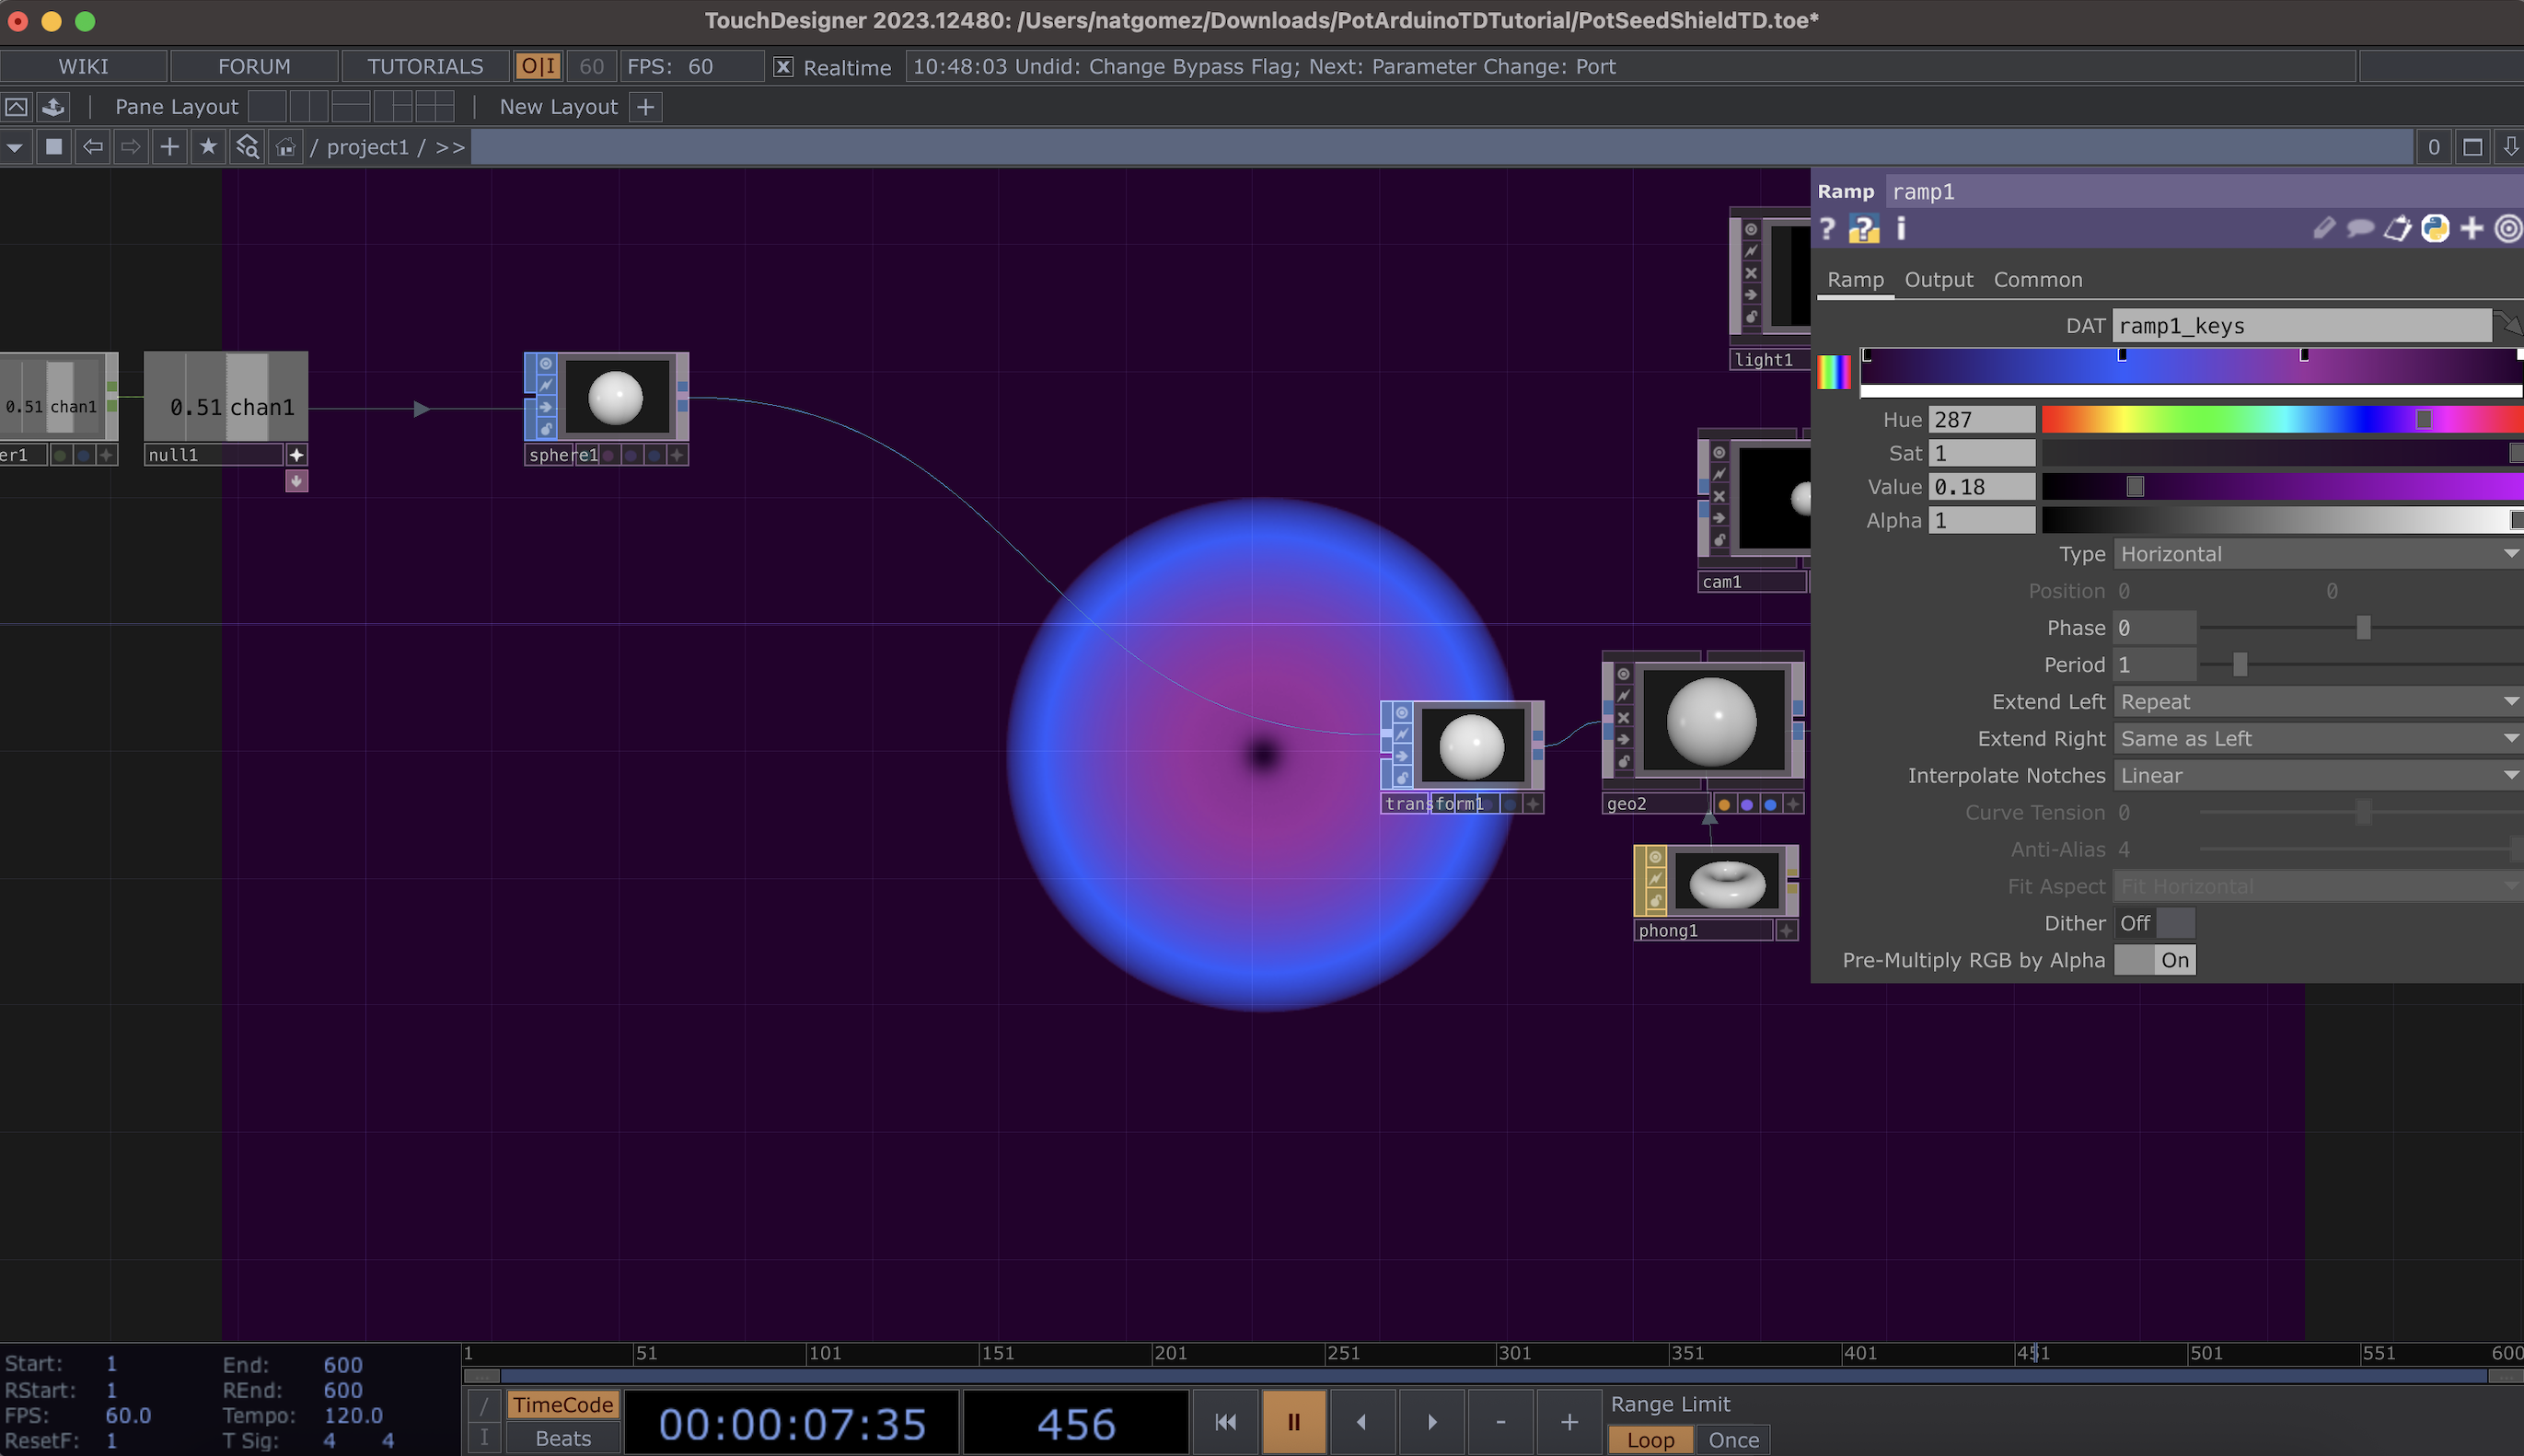 TouchDesigner 2023.12480: /Users/natgomez/Downloads/PotArduinoTDTutorial/PotSeedShieldTD.toe*
WIKI FORUM TUTORIALS O|I 60 FPS: 60 X Realtime 10:48:03 Undid: Change Bypass Flag; Next: Parameter Change: Port
Pane Layout New Layout +
/ project1 / >> 0
Ramp ramp1
? ? i
Ramp Output Common
DAT ramp1_keys
light1
0.51 chan1
0.51 chan1
er1
null1
sphere1
Hue 287
Sat 1
Value 0.18
Alpha 1
Type Horizontal
cam1
Position 0 0
Phase 0
Period 1
Extend Left Repeat
Extend Right Same as Left
Interpolate Notches Linear
transform1
geo2
Curve Tension 0
Anti-Alias 4
Fit Aspect Fit Horizontal
Dither Off
phong1
Pre-Multiply RGB by Alpha On
1 51 101 151 201 251 301 351 401 451 501 551 600
Start: 1 End: 600
RStart: 1 REnd: 600
FPS: 60.0 Tempo: 120.0
ResetF: 1 T Sig: 4 4
/ TimeCode
I Beats
00:00:07:35 456
- +
Range Limit
Loop Once